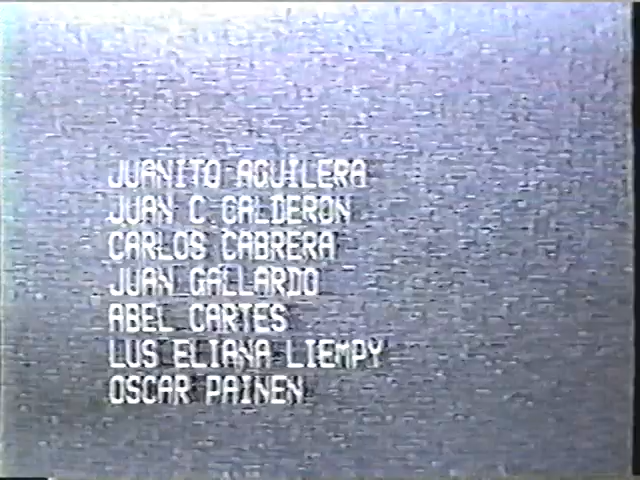 JUANITO AGUILERA
JUAN C CALDERON
CARLOS CABRERA
JUAN GALLARDO
ABEL CARTES
LUS ELIANA LIEMPY
OSCAR PAINEN